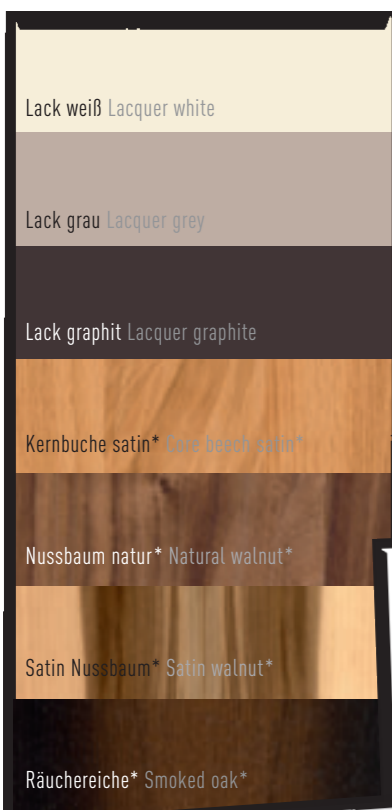 Lack weiß Lacquer white
Lack grau Lacquer grey
Lack graphit Lacquer graphite
Kernbuche satin* Core beech satin*
Nussbaum natur* Natural walnut*
Satin Nussbaum* Satin walnut*
Räuchereiche* Smoked oak*